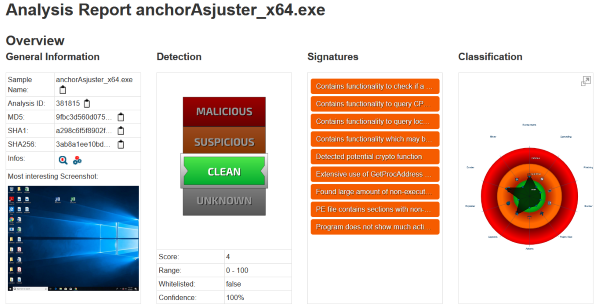 Analysis Report anchorAsjuster_x64.exe
Overview
General Information
Sample Name: anchorAsjuster_x64.exe
Analysis ID: 381815
MD5: 9fbc3d560d075...
SHA1: a298c6f5f8902f...
SHA256: 3ab8a1ee10bd...
Infos:
Most interesting Screenshot:
Detection
MALICIOUS
SUSPICIOUS
CLEAN
UNKNOWN
Score: 4
Range: 0 - 100
Whitelisted: false
Confidence: 100%
Signatures
Contains functionality to check if a ...
Contains functionality to query CP...
Contains functionality to query loc...
Contains functionality which may b...
Detected potential crypto function
Extensive use of GetProcAddress ...
Found large amount of non-execut...
PE file contains sections with non-...
Program does not show much acti...
Classification